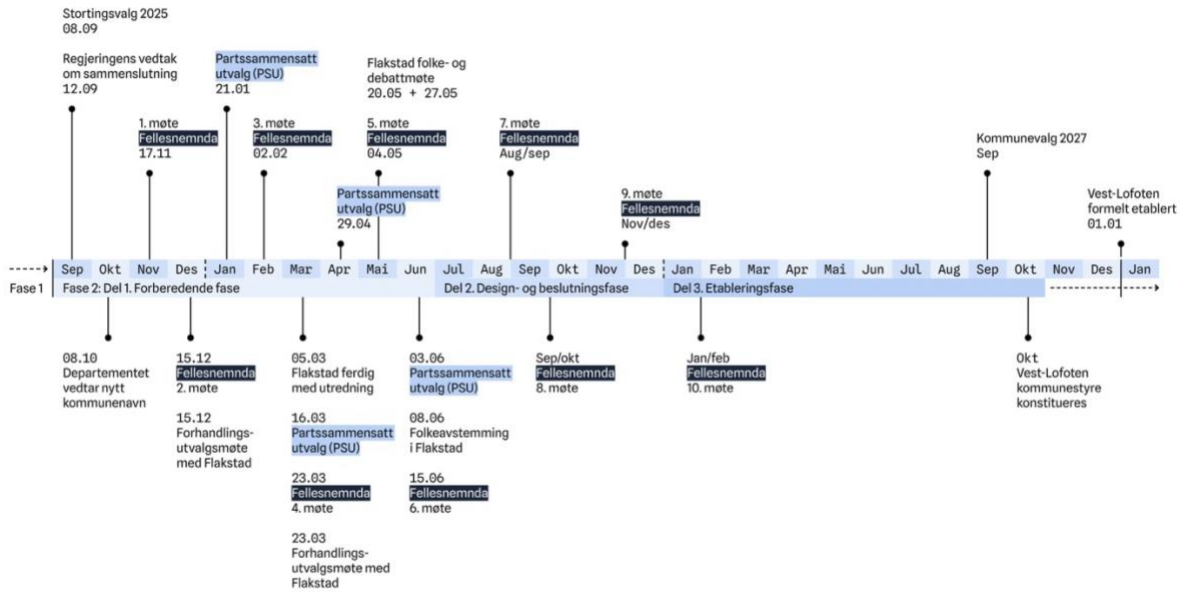 Stortingsvalg 2025
08.09
Regjeringens vedtak
om sammenslutning
12.09
Partssammensatt
utvalg (PSU)
21.01
Flakstad folke- og
debattmøte
20.05 + 27.05
1. møte
Fellesnemnda
17.11
3. møte
Fellesnemnda
02.02
5. møte
Fellesnemnda
04.05
7. møte
Fellesnemnda
Aug/sep
Kommunevalg 2027
Sep
Partssammensatt
utvalg (PSU)
29.04
9. møte
Fellesnemnda
Nov/des
Vest-Lofoten
formelt etablert
01.01
Sep Okt Nov Des Jan Feb Mar Apr Mai Jun Jul Aug Sep Okt Nov Des Jan Feb Mar Apr Mai Jun Jul Aug Sep Okt Nov Des Jan
Fase 1 Fase 2: Del 1. Forberedende fase Del 2. Design- og beslutningsfase Del 3. Etableringsfase
08.10
Departementet
vedtar nytt
kommunenavn
15.12
Fellesnemnda
2. møte
15.12
Forhandlings-
utvalgsmøte
med Flakstad
05.03
Flakstad ferdig
med utredning
16.03
Partssammensatt
utvalg (PSU)
23.03
Fellesnemnda
4. møte
23.03
Forhandlings-
utvalgsmøte med
Flakstad
03.06
Partssammensatt
utvalg (PSU)
08.06
Folkeavstemming
i Flakstad
15.06
Fellesnemnda
6. møte
Sep/okt
Fellesnemnda
8. møte
Jan/feb
Fellesnemnda
10. møte
Okt
Vest-Lofoten
kommunestyre
konstitueres